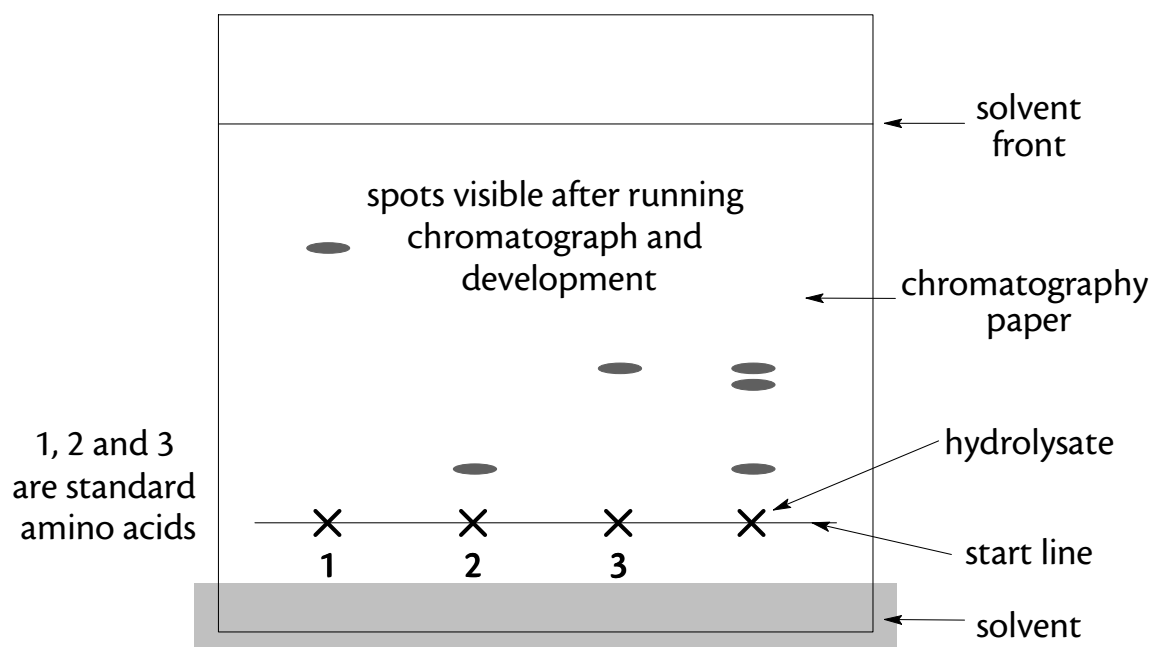 solvent
front
spots visible after running
chromatograph and
development
chromatography
paper
1, 2 and 3
are standard
amino acids
hydrolysate
1 2 3
start line
solvent